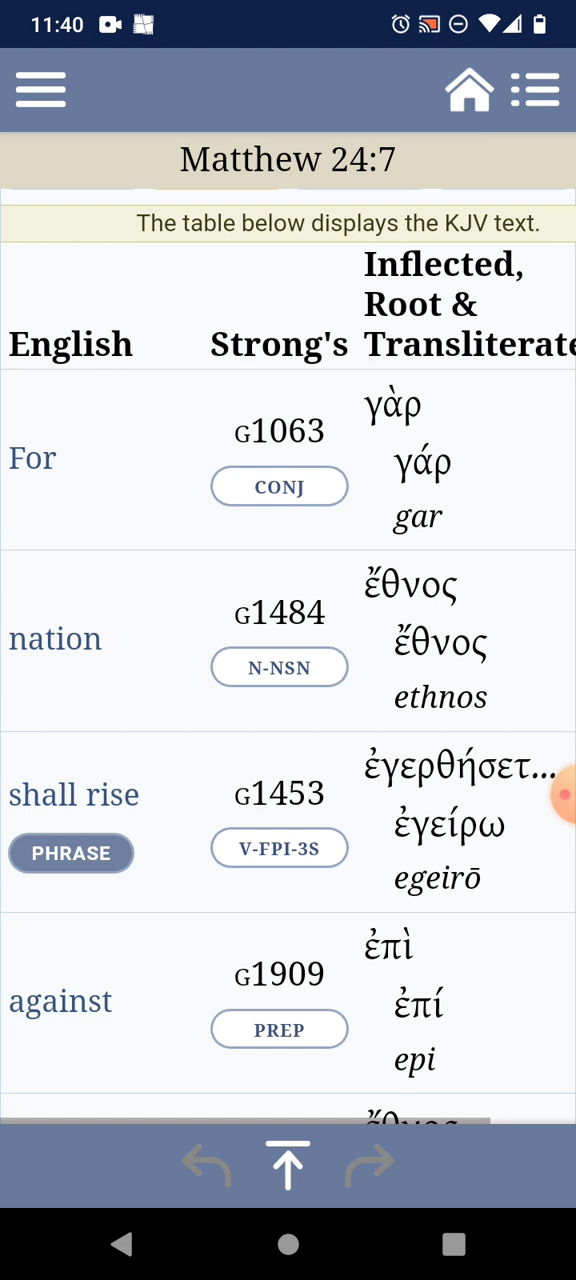 11:40
Matthew 24:7
The table below displays the KJV text.
English Strong's Inflected, Root & Transliterate
For G1063 CONJ γὰρ
γάρ
gar
nation G1484 N-NSN ἔθνος
ἔθνος
ethnos
shall rise PHRASE G1453 V-FPI-3S ἐγερθήσετ...
ἐγείρω
egeirō
against G1909 PREP ἐπὶ
ἐπί
epi
ἔθνος